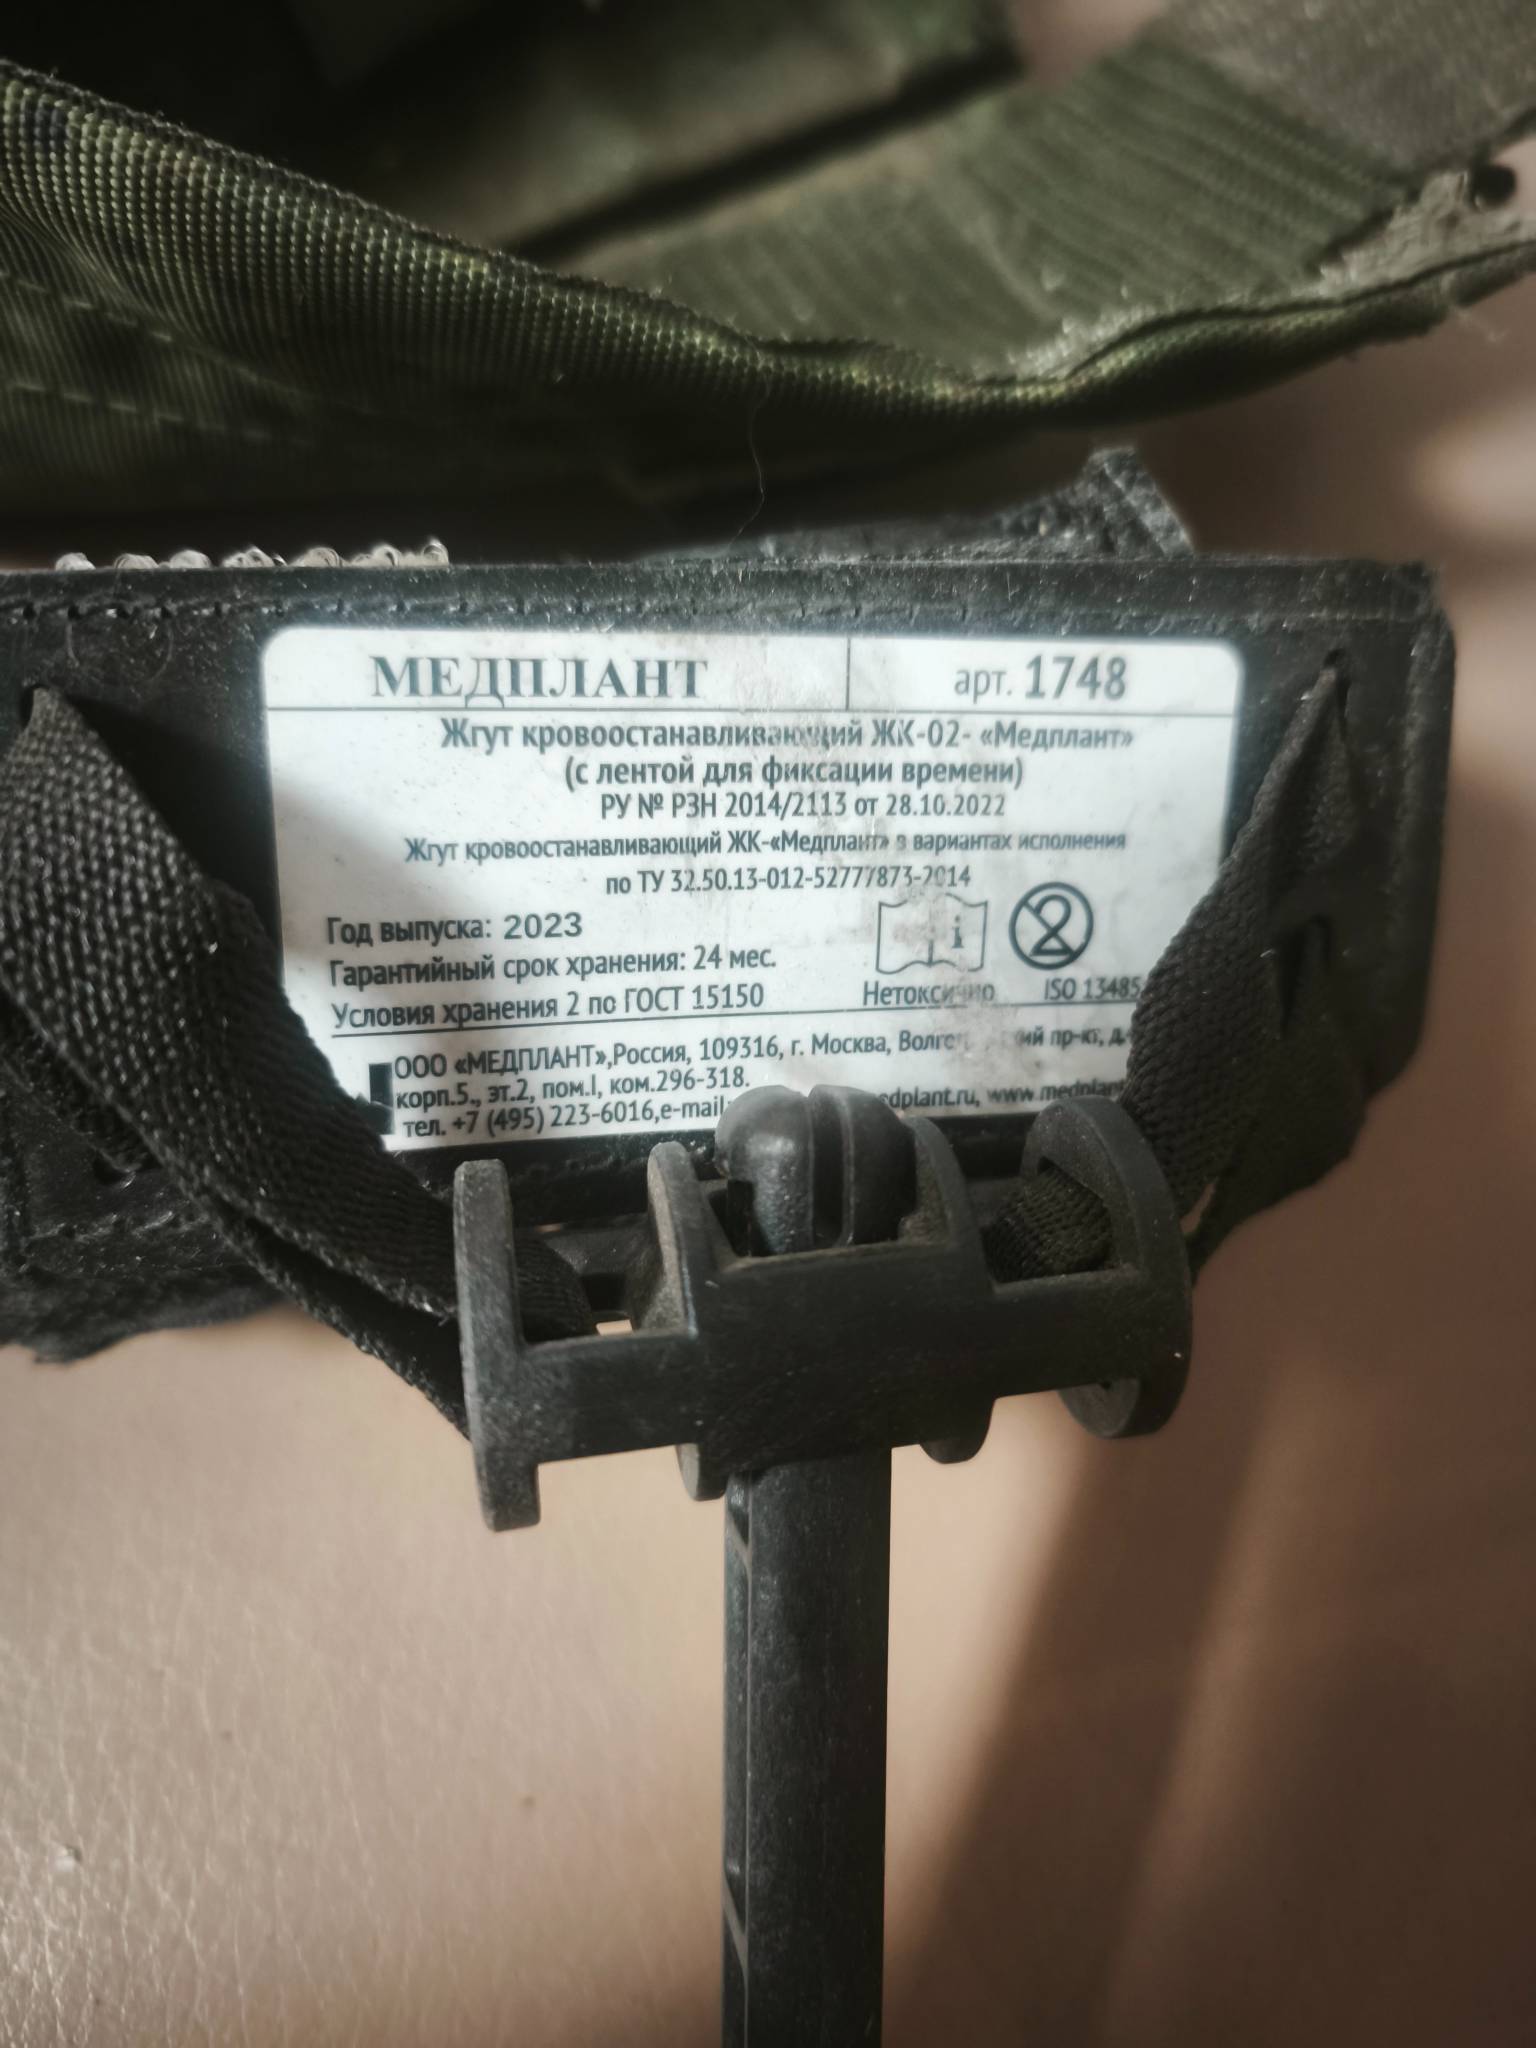 МЕДПЛАНТ арт. 1748
Жгут кровоостанавливающий ЖК-02- «Медплант»
(с лентой для фиксации времени)
РУ № РЗН 2014/2113 от 28.10.2022
Жгут кровоостанавливающий ЖК-«Медплант» в вариантах исполнения
по ТУ 32.50.13-012-52777873-2014
Год выпуска: 2023
Гарантийный срок хранения: 24 мес.
Условия хранения 2 по ГОСТ 15150
i 2
Нетоксично ISO 13485
ООО «МЕДПЛАНТ»,Россия, 109316, г. Москва, пр-кт,
корп.5., эт.2, пом.I, ком.296-318.
тел. +7 (495) 223-6016,e-mail: